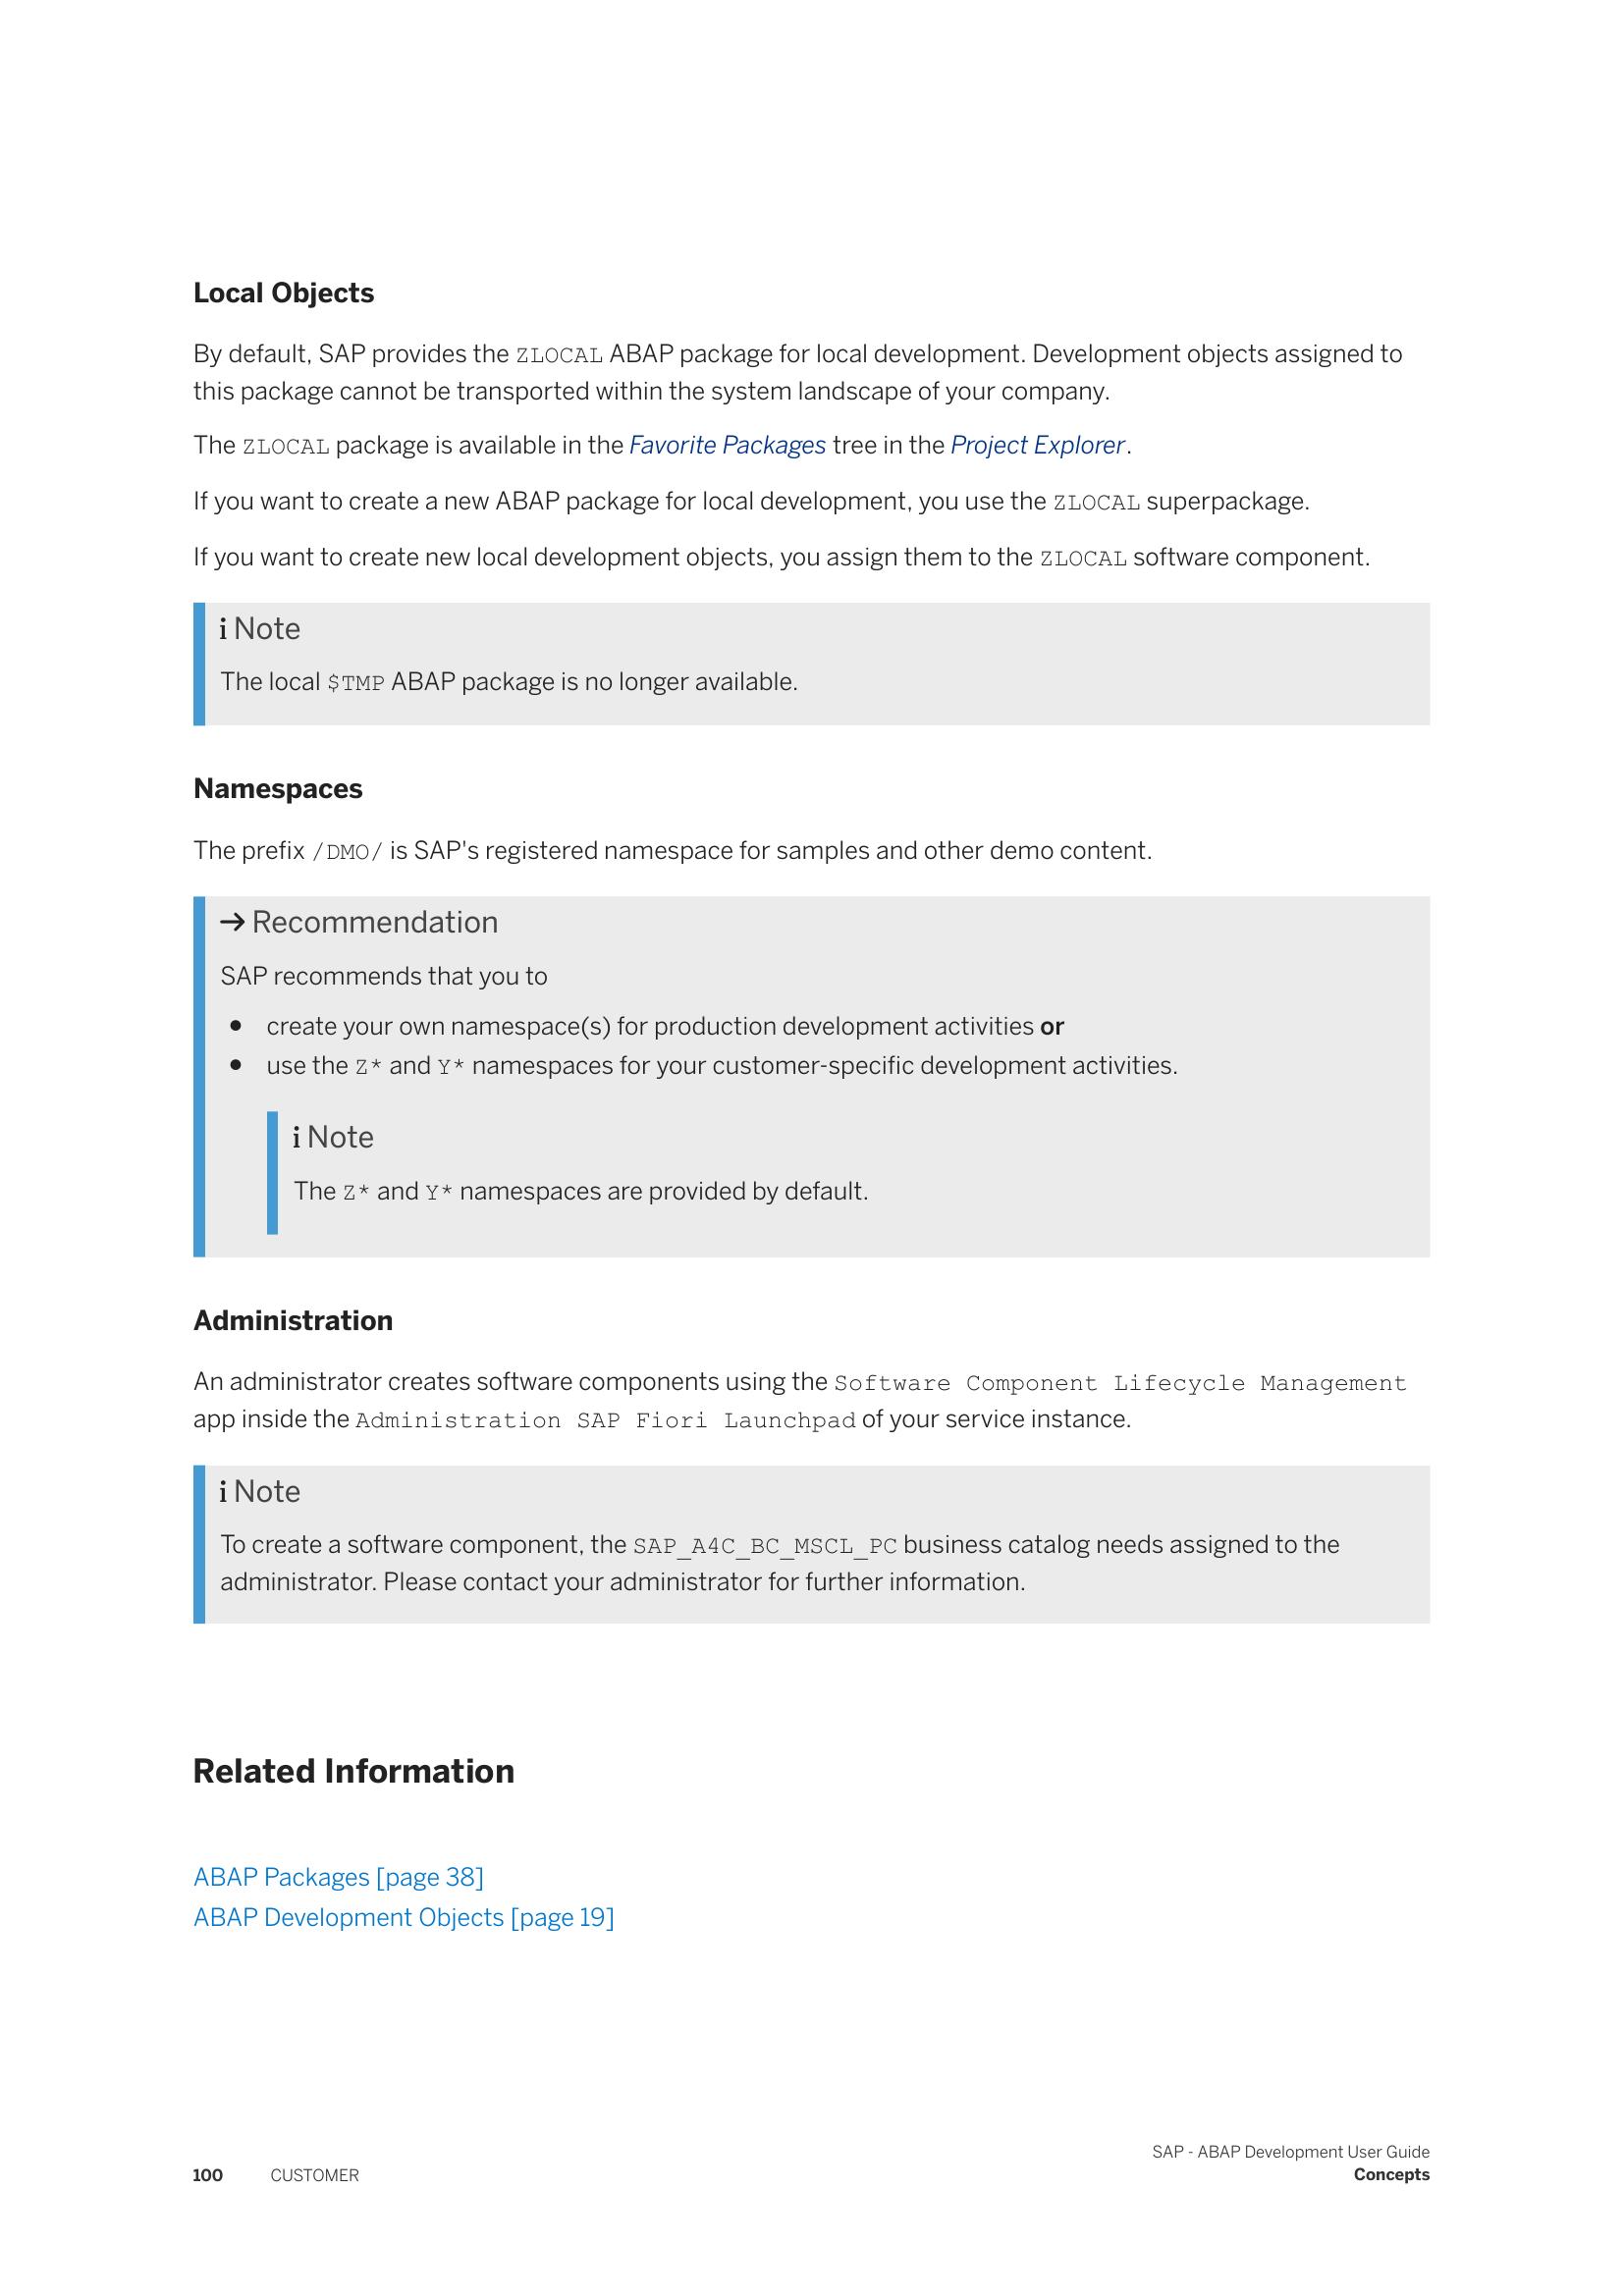 Local Objects
By default, SAP provides the ZLOCAL ABAP package for local development. Development objects assigned to
this package cannot be transported within the system landscape of your company.
The ZLOCAL package is available in the Favorite Packages tree in the Project Explorer.
If you want to create a new ABAP package for local development, you use the ZLOCAL superpackage.
If you want to create new local development objects, you assign them to the ZLOCAL software component.
i Note
The local $TMP ABAP package is no longer available.
Namespaces
The prefix /DMO/ is SAP's registered namespace for samples and other demo content.
→ Recommendation
SAP recommends that you to
● create your own namespace(s) for production development activities or
● use the Z* and Y* namespaces for your customer-specific development activities.
i Note
The Z* and Y* namespaces are provided by default.
Administration
An administrator creates software components using the Software Component Lifecycle Management
app inside the Administration SAP Fiori Launchpad of your service instance.
i Note
To create a software component, the SAP_A4C_BC_MSCL_PC business catalog needs assigned to the
administrator. Please contact your administrator for further information.
Related Information
ABAP Packages [page 38]
ABAP Development Objects [page 19]
SAP - ABAP Development User Guide
100 CUSTOMER Concepts